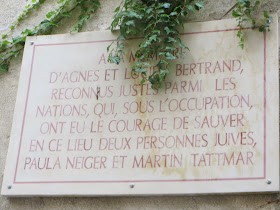 D'AGNES ET BERTRAND,
RECONNUS JUSTES PARMI LES
NATIONS, QUI, SOUS L'OCCUPATION,
ONT EU LE COURAGE DE SAUVER
EN CE LIEU DEUX PERSONNES JUIVES,
PAULA NEIGER ET MARTIN TATTMAR